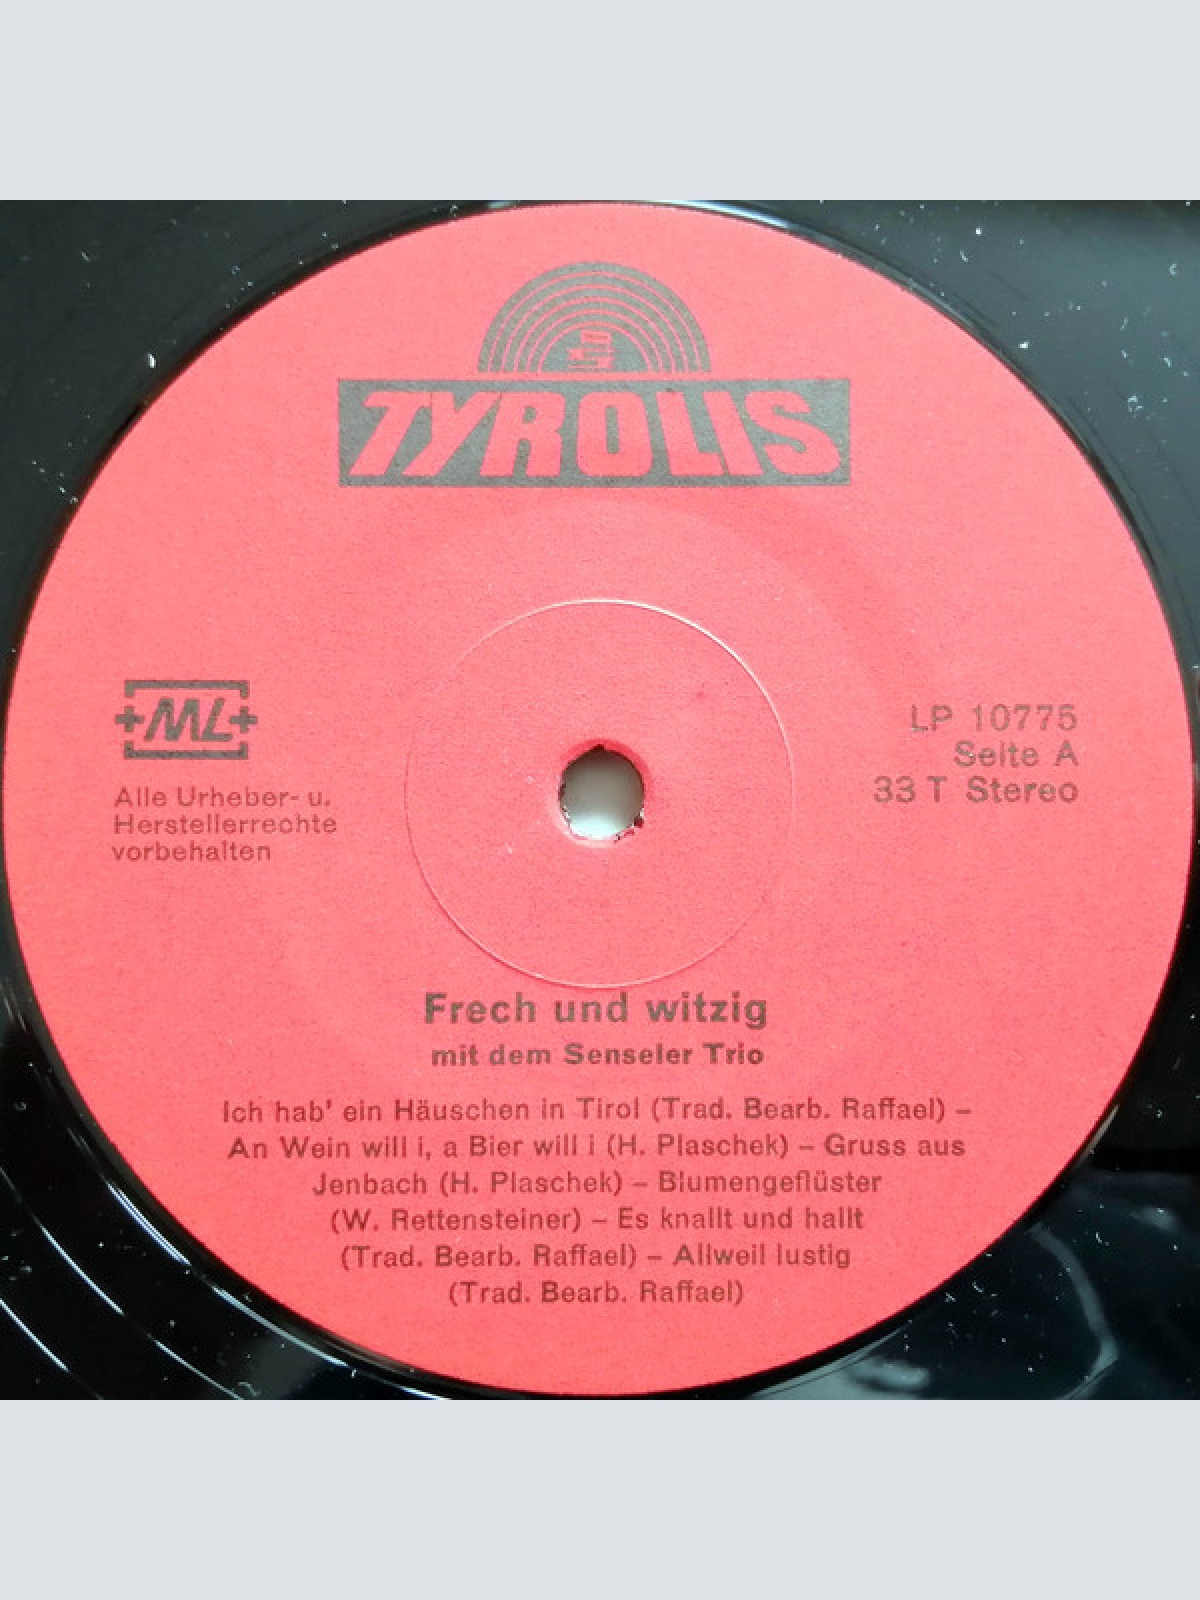 TYROLIS
+ML+
Alle Urheber- u.
Herstellerrechte
vorbehalten
LP 10775
Seite A
33 T Stereo
Frech und witzig
mit dem Senseler Trio
Ich hab' ein Häuschen in Tirol (Trad. Bearb. Raffael) –
An Wein will i, a Bier will i (H. Plaschek) – Gruss aus
Jenbach (H. Plaschek) – Blumengeflüster
(W. Rettensteiner) – Es knallt und hallt
(Trad. Bearb. Raffael) – Allweil lustig
(Trad. Bearb. Raffael)